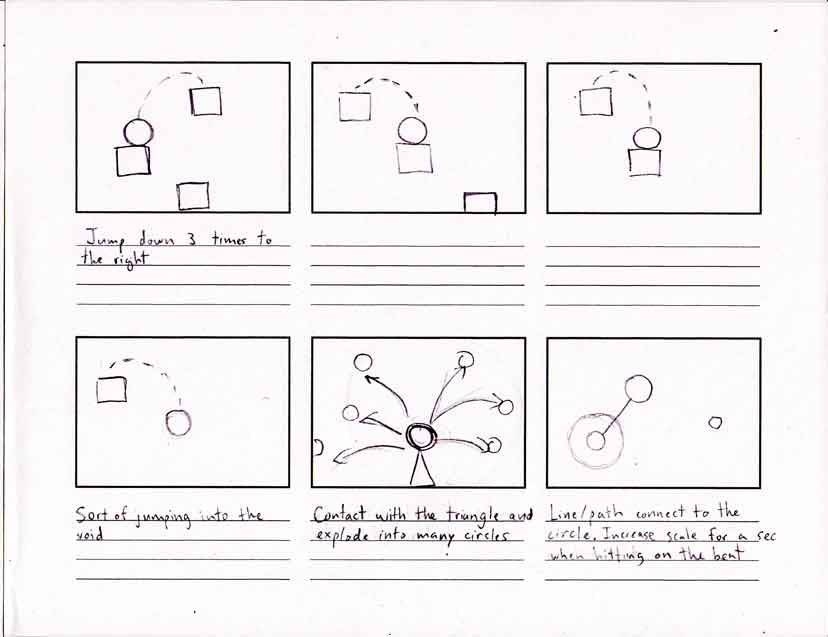 Jump down 3 times to
the right
Sort of jumping into the
void
Contact with the triangle and
explode into many circles
Line/path connect to the
circle. Increase scale for a sec
when hitting on the beat